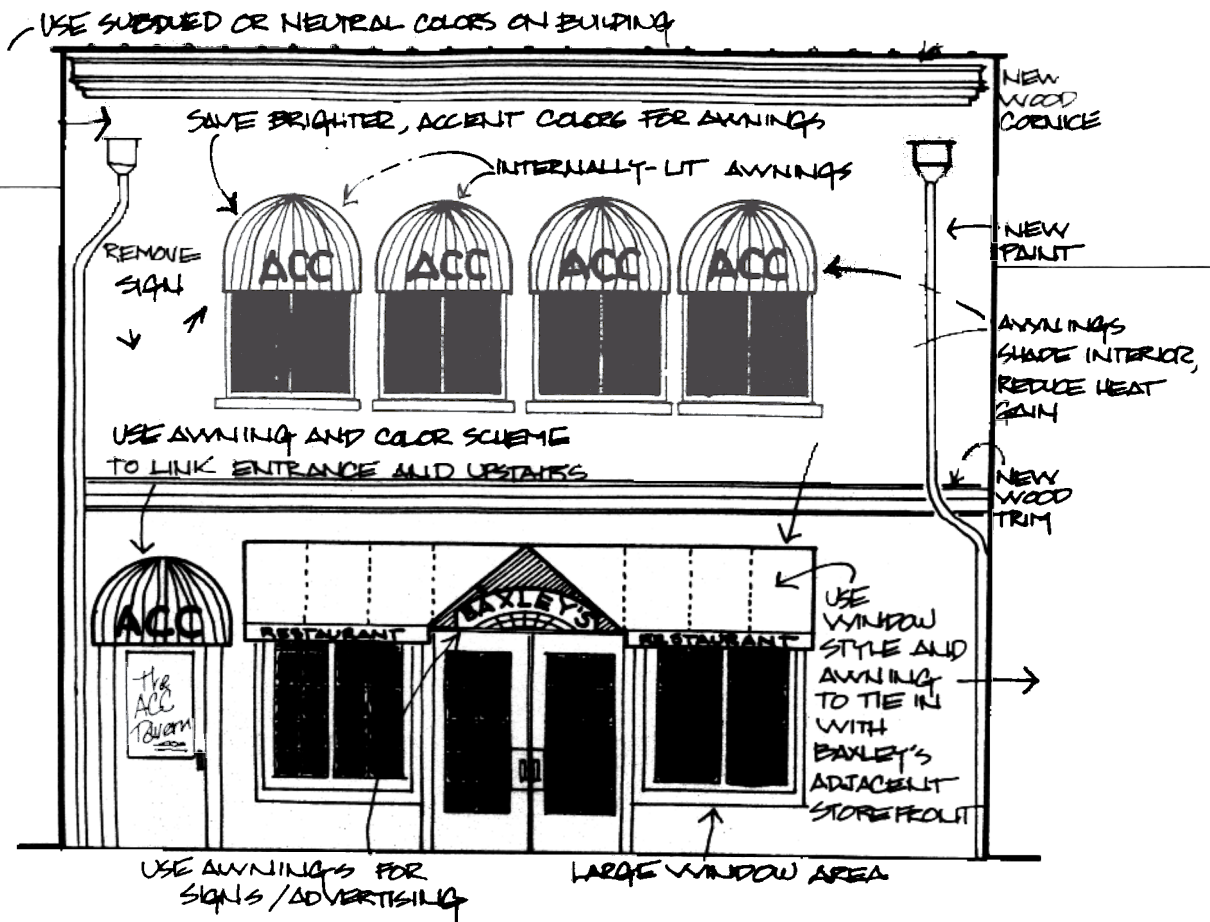 USE SUBDUED OR NEUTRAL COLORS ON BUILDING
NEW
WOOD
CORNICE
SAVE BRIGHTER, ACCENT COLORS FOR AWNINGS
INTERNALLY-LIT AWNINGS
REMOVE
SIGN
ACC
ACC
ACC
ACC
NEW
PAINT
AWNINGS
SHADE INTERIOR,
REDUCE HEAT
GAIN
USE AWNING AND COLOR SCHEME
TO LINK ENTRANCE AND UPSTAIRS
NEW
WOOD
TRIM
ACC
The
ACC
Tavern
BAXLEY'S
RESTAURANT
RESTAURANT
USE
WINDOW
STYLE AND
AWNING
TO TIE IN
WITH
BAXLEY'S
ADJACENT
STOREFRONT
USE AWNINGS FOR
SIGNS/ADVERTISING
LARGE WINDOW AREA